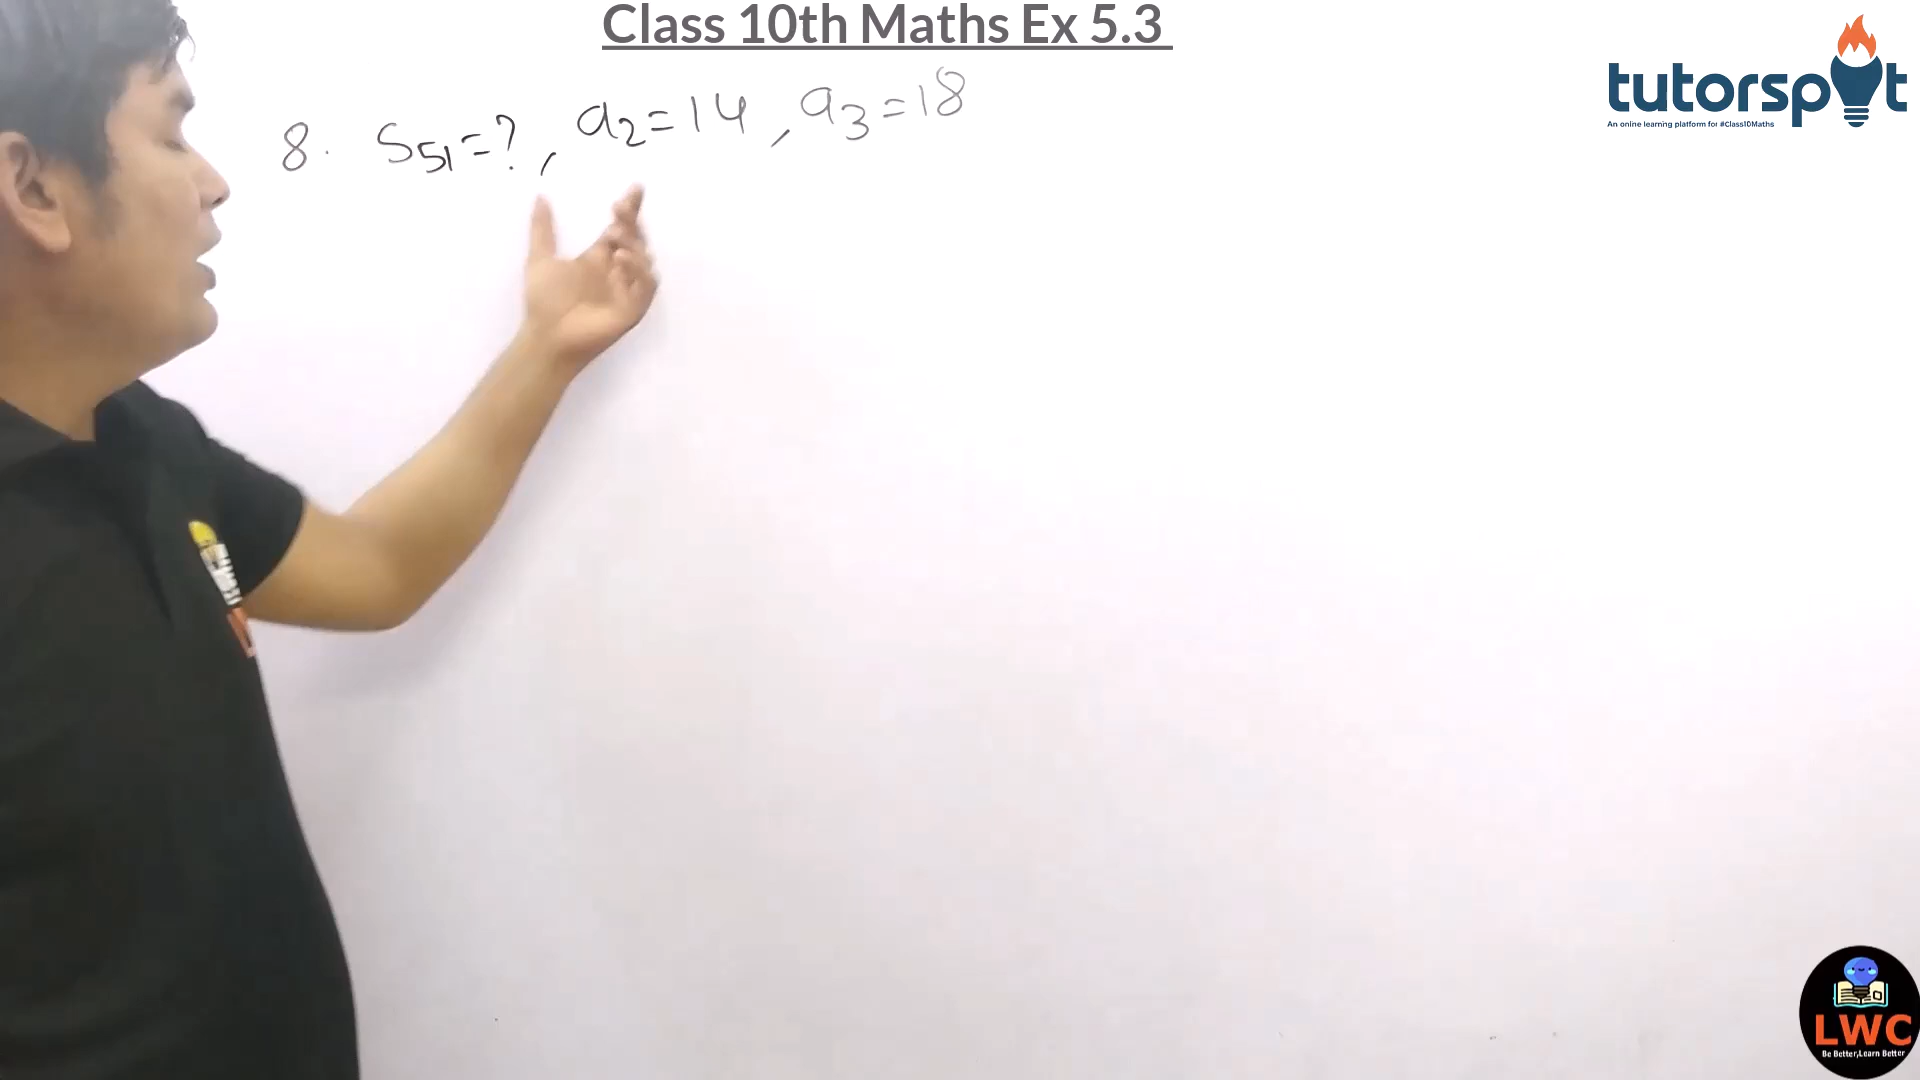 Class 10th Maths Ex 5.3
tutorspot
An online learning platform for #Class10Maths
8. S51=?, a2=14, a3=18
LWC
Be Better,Learn Better